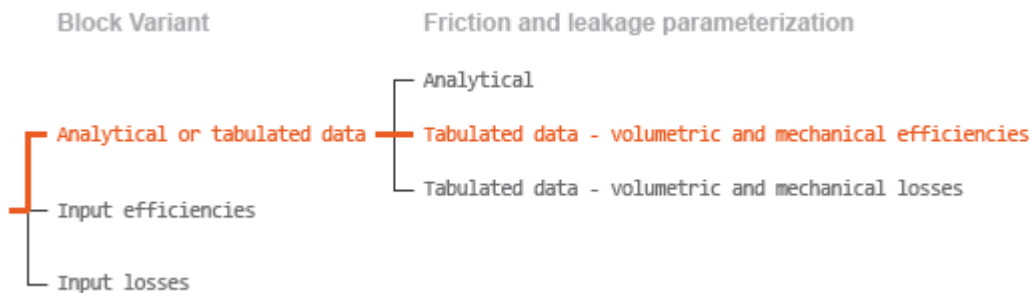 Block Variant
Friction and leakage parameterization
Analytical
Analytical or tabulated data
Tabulated data - volumetric and mechanical efficiencies
Tabulated data - volumetric and mechanical losses
Input efficiencies
Input losses